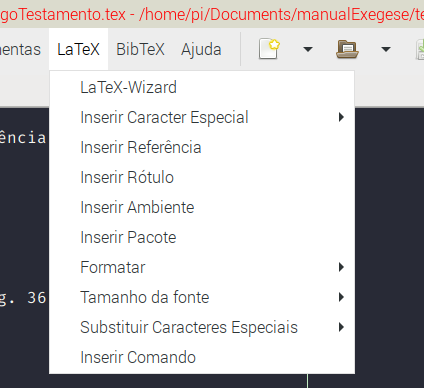 goTestamento.tex - /home/pi/Documents/manualExegese/te
mentas LaTeX BibTeX Ajuda
LaTeX-Wizard
Inserir Caracter Especial
ência
Inserir Referência
Inserir Rótulo
Inserir Ambiente
Inserir Pacote
Formatar
Tamanho da fonte
g. 36
Substituir Caracteres Especiais
Inserir Comando